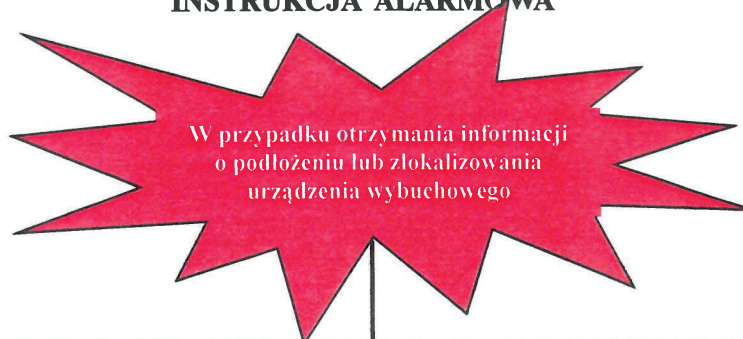 INSTRUKCJA ALARMOWA
W przypadku otrzymania informacji
o podłożeniu lub zlokalizowania
urządzenia wybuchowego